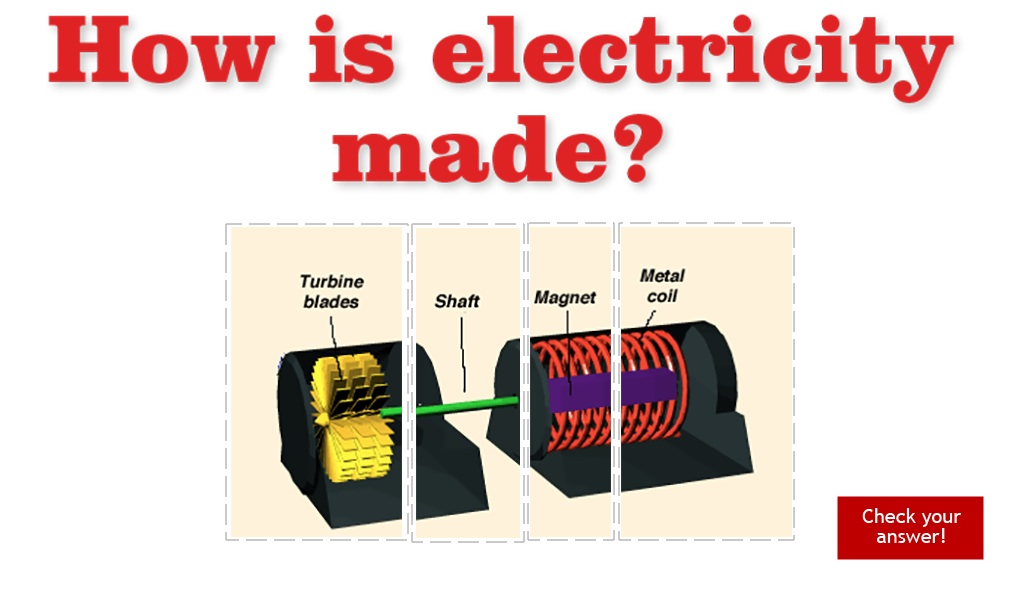 How is electricity
made?
Turbine
blades
Shaft
Magnet
Metal
coil
Check your
answer!